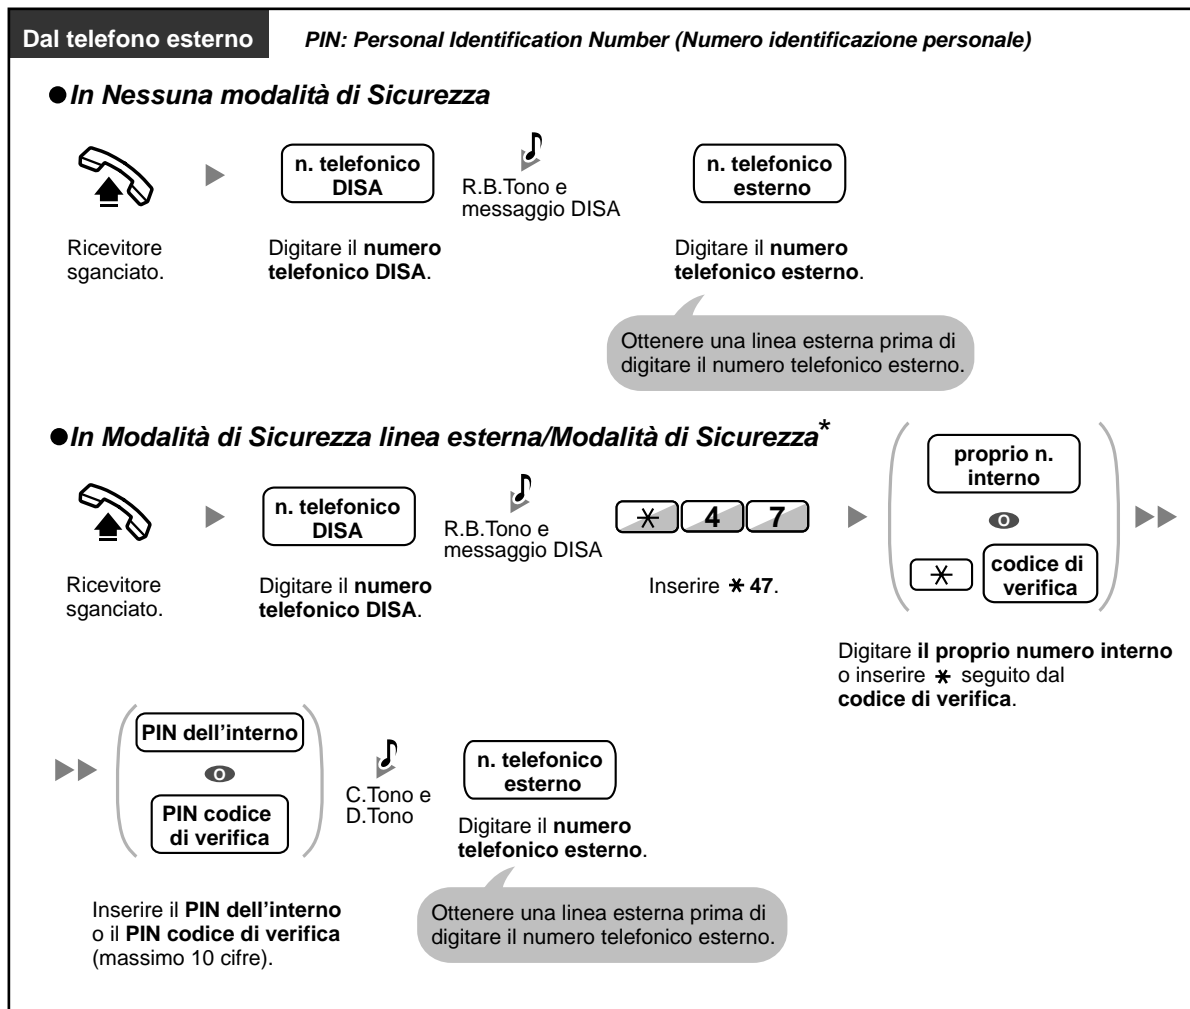 Dal telefono esterno
PIN: Personal Identification Number (Numero identificazione personale)
●In Nessuna modalità di Sicurezza
n. telefonico
DISA
R.B.Tono e
messaggio DISA
n. telefonico
esterno
Ricevitore
sganciato.
Digitare il numero
telefonico DISA.
Digitare il numero
telefonico esterno.
Ottenere una linea esterna prima di
digitare il numero telefonico esterno.
●In Modalità di Sicurezza linea esterna/Modalità di Sicurezza*
n. telefonico
DISA
R.B.Tono e
messaggio DISA
* 4 7
proprio n.
interno
o
* codice di
verifica
Ricevitore
sganciato.
Digitare il numero
telefonico DISA.
Inserire * 47.
Digitare il proprio numero interno
o inserire * seguito dal
codice di verifica.
PIN dell'interno
o
PIN codice
di verifica
C.Tono e
D.Tono
n. telefonico
esterno
Inserire il PIN dell'interno
o il PIN codice di verifica
(massimo 10 cifre).
Digitare il numero
telefonico esterno.
Ottenere una linea esterna prima di
digitare il numero telefonico esterno.